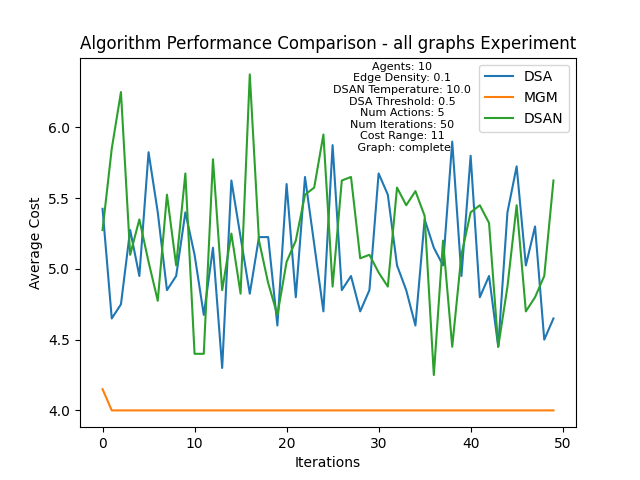 Algorithm Performance Comparison - all graphs Experiment
Agents: 10
Edge Density: 0.1
DSAN Temperature: 10.0
DSA Threshold: 0.5
Num Actions: 5
Num Iterations: 50
Cost Range: 11
Graph: complete
DSA
MGM
DSAN
Average Cost
6.0
5.5
5.0
4.5
4.0
0 10 20 30 40 50
Iterations